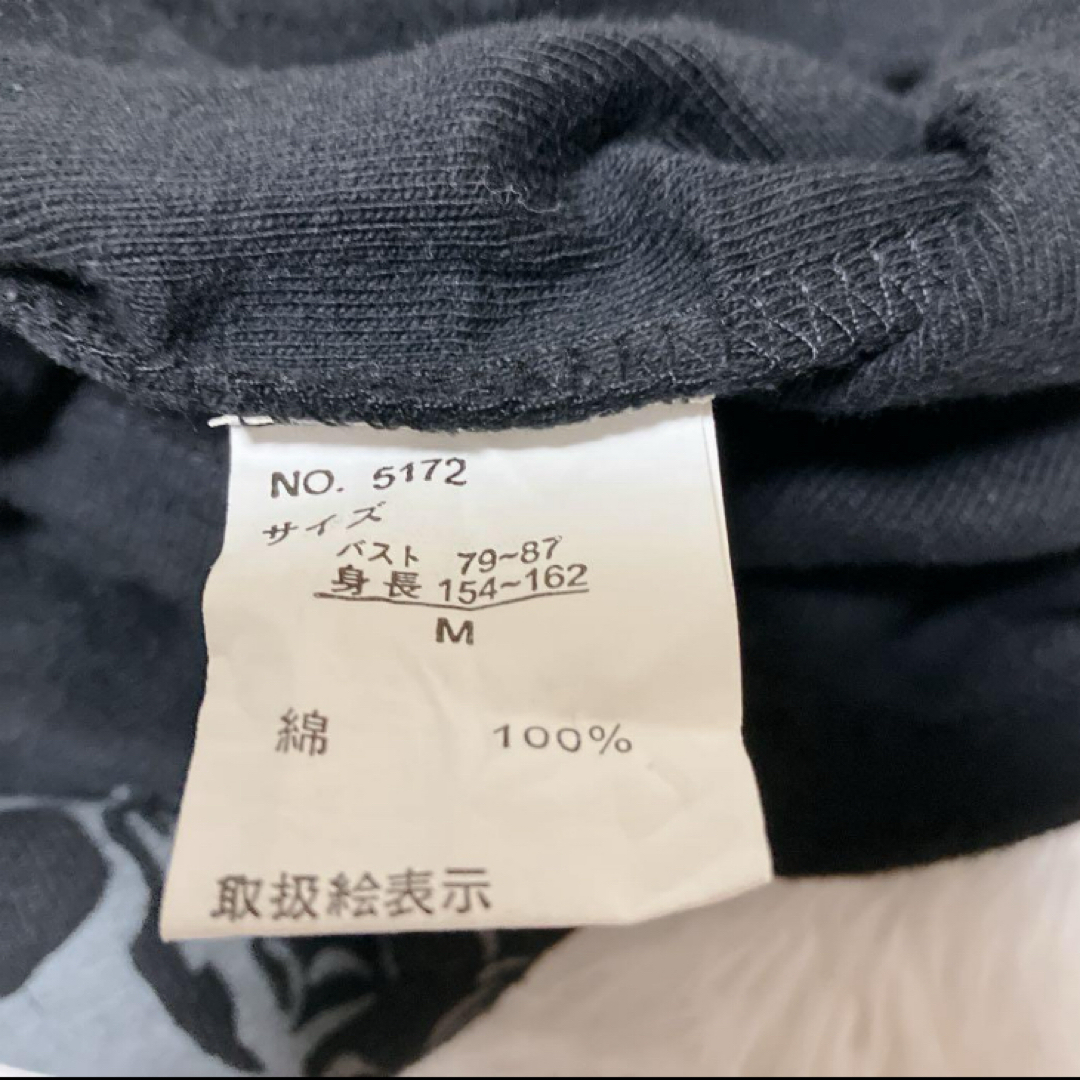 NO. 5172
サイズ
バスト 79~87
身長 154~162
M
綿 100%
取扱絵表示